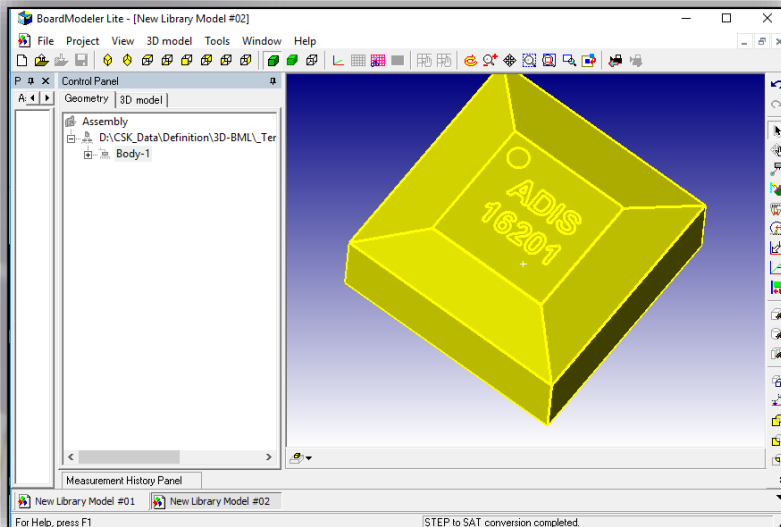 BoardModeler Lite - [New Library Model #02]
File Project View 3D model Tools Window Help
P
Control Panel
A:
Geometry
3D model
Assembly
D:\CSK_Data\Definition\3D-BML\_Ter
Body-1
ADIS
16201
Measurement History Panel
New Library Model #01
New Library Model #02
For Help, press F1
STEP to SAT conversion completed.